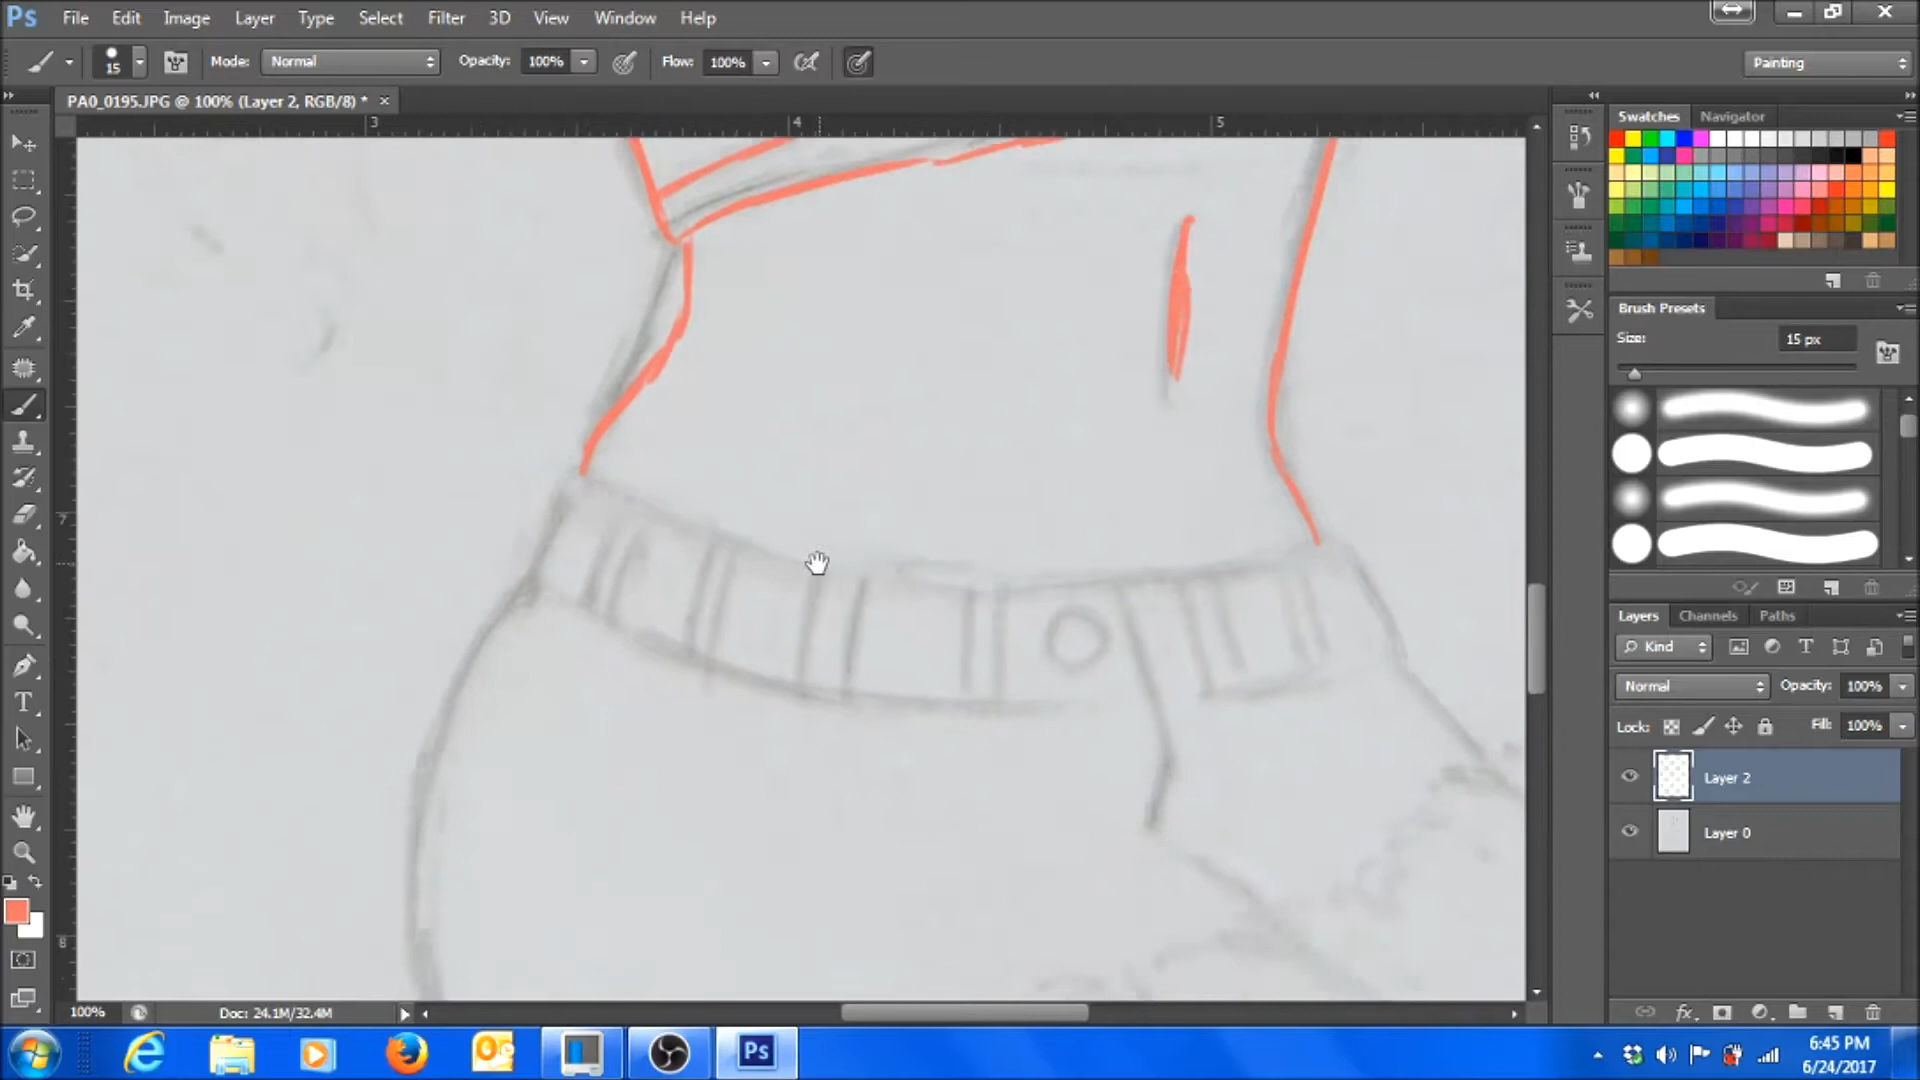 Ps File Edit Image Layer Type Select Filter 3D View Window Help
15 Mode: Normal Opacity: 100% Flow: 100% Painting
PA0_0195.JPG @ 100% (Layer 2, RGB/8) * ×
3 4 5
7
8
Swatches Navigator
Brush Presets
Size: 15 px
Layers Channels Paths
Kind
Normal Opacity: 100%
Lock: Fill: 100%
Layer 2
Layer 0
100% Doc: 24.1M/32.4M
Ps
6:45 PM
6/24/2017